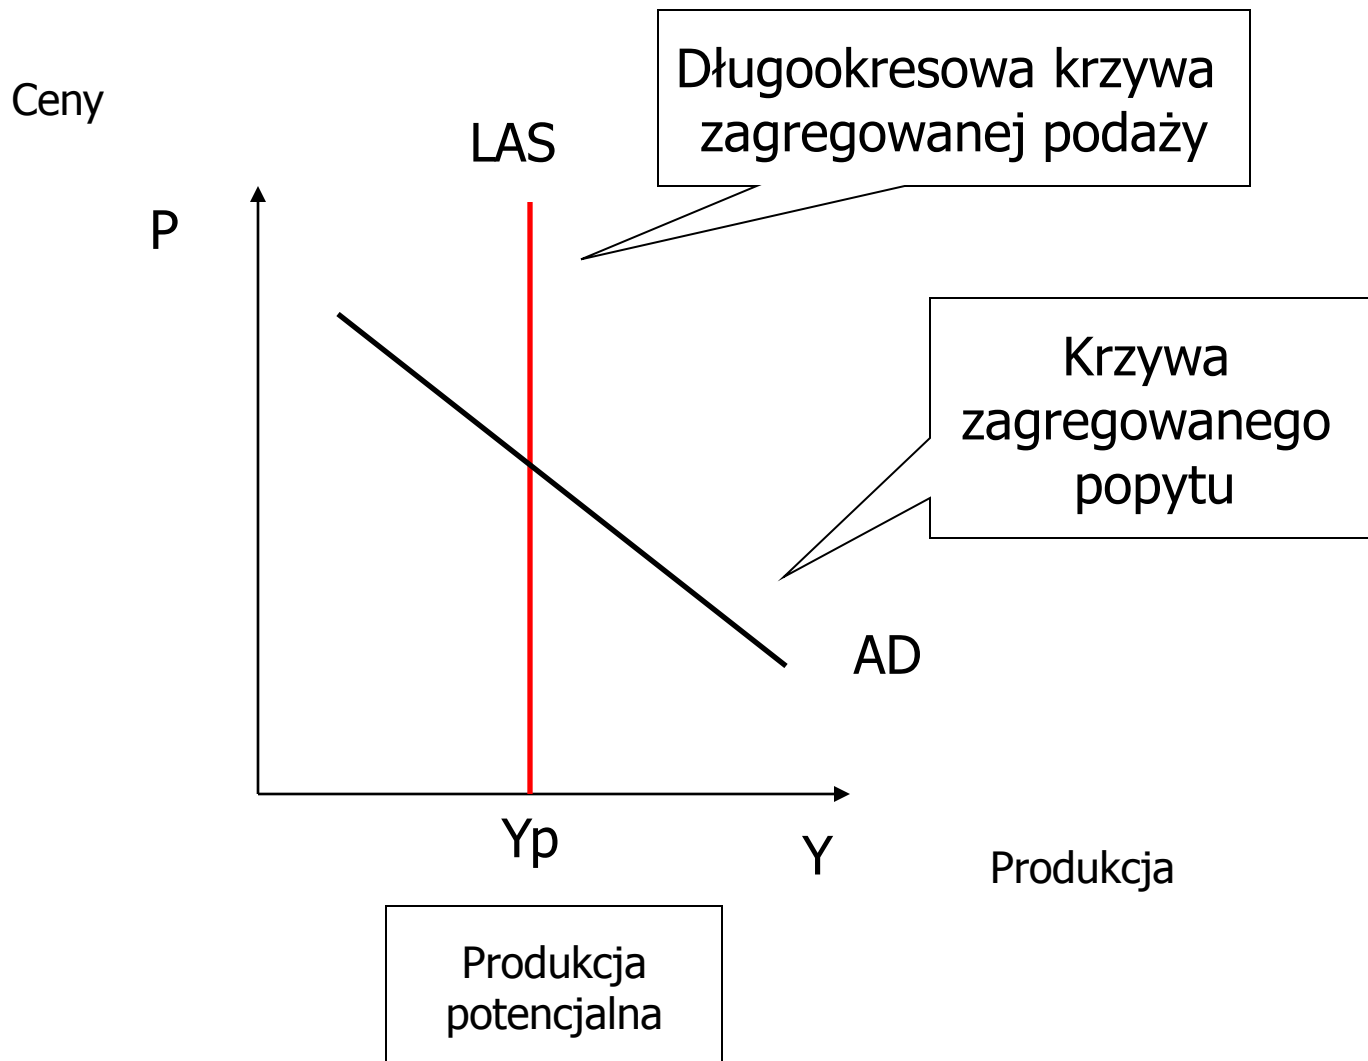 Ceny
LAS
Długookresowa krzywa
zagregowanej podaży
P
Krzywa
zagregowanego
popytu
AD
Yp
Y
Produkcja
Produkcja
potencjalna